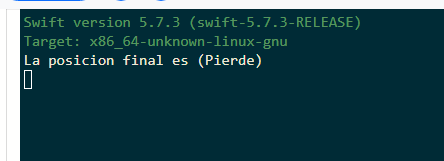 Swift version 5.7.3 (swift-5.7.3-RELEASE)
Target: x86_64-unknown-linux-gnu
La posicion final es (Pierde)